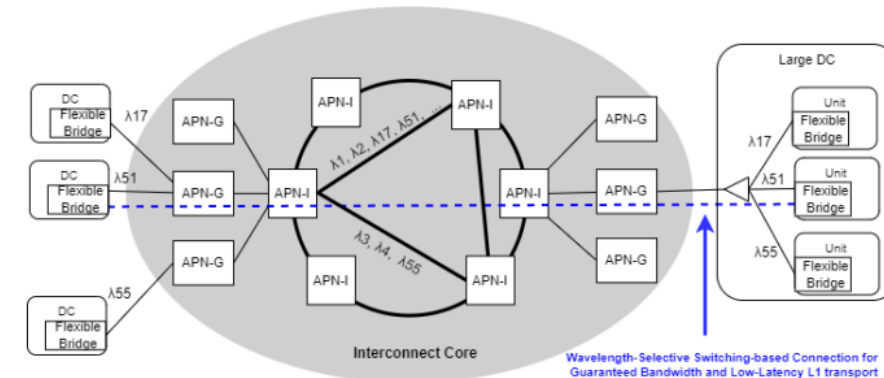 Large DC
DC
Flexible
Bridge
λ17
APN-G
APN-I
APN-I
APN-G
Unit
Flexible
Bridge
λ17
λ1, λ2, λ17, λ51, ...
DC
Flexible
Bridge
λ51
APN-G
APN-I
APN-I
APN-G
λ51
Unit
Flexible
Bridge
λ3, λ4, λ55
APN-G
APN-I
APN-I
APN-G
λ55
Unit
Flexible
Bridge
λ55
DC
Flexible
Bridge
Interconnect Core
Wavelength-Selective Switching-based Connection for
Guaranteed Bandwidth and Low-Latency L1 transport